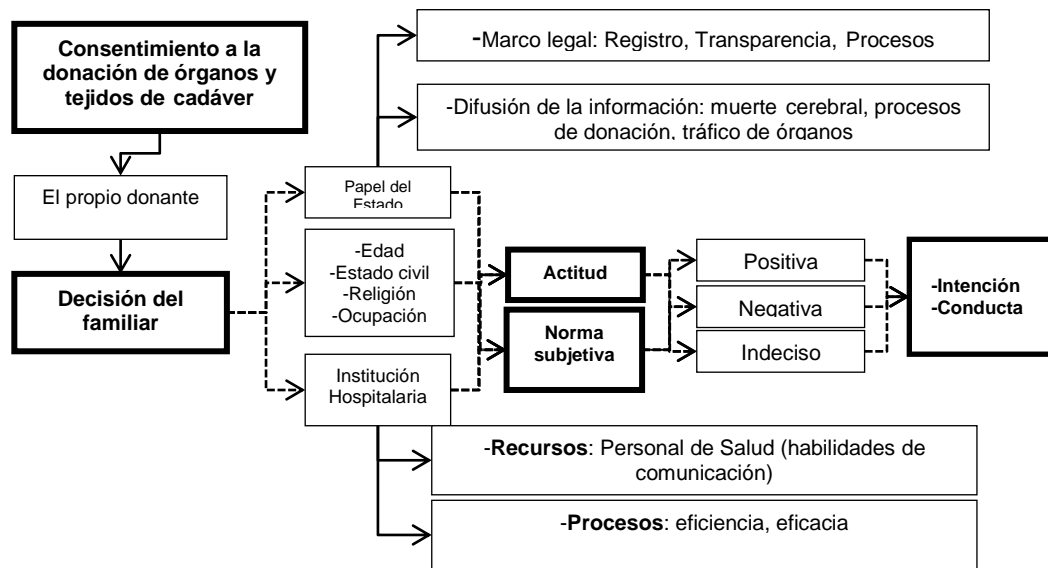 Consentimiento a la
donación de órganos y
tejidos de cadáver
-Marco legal: Registro, Transparencia, Procesos
-Difusión de la información: muerte cerebral, procesos
de donación, tráfico de órganos
El propio donante
Papel del
Estado
Decisión del
familiar
-Edad
-Estado civil
-Religión
-Ocupación
Institución
Hospitalaria
Actitud
Norma
subjetiva
Positiva
Negativa
Indeciso
-Intención
-Conducta
-Recursos: Personal de Salud (habilidades de
comunicación)
-Procesos: eficiencia, eficacia